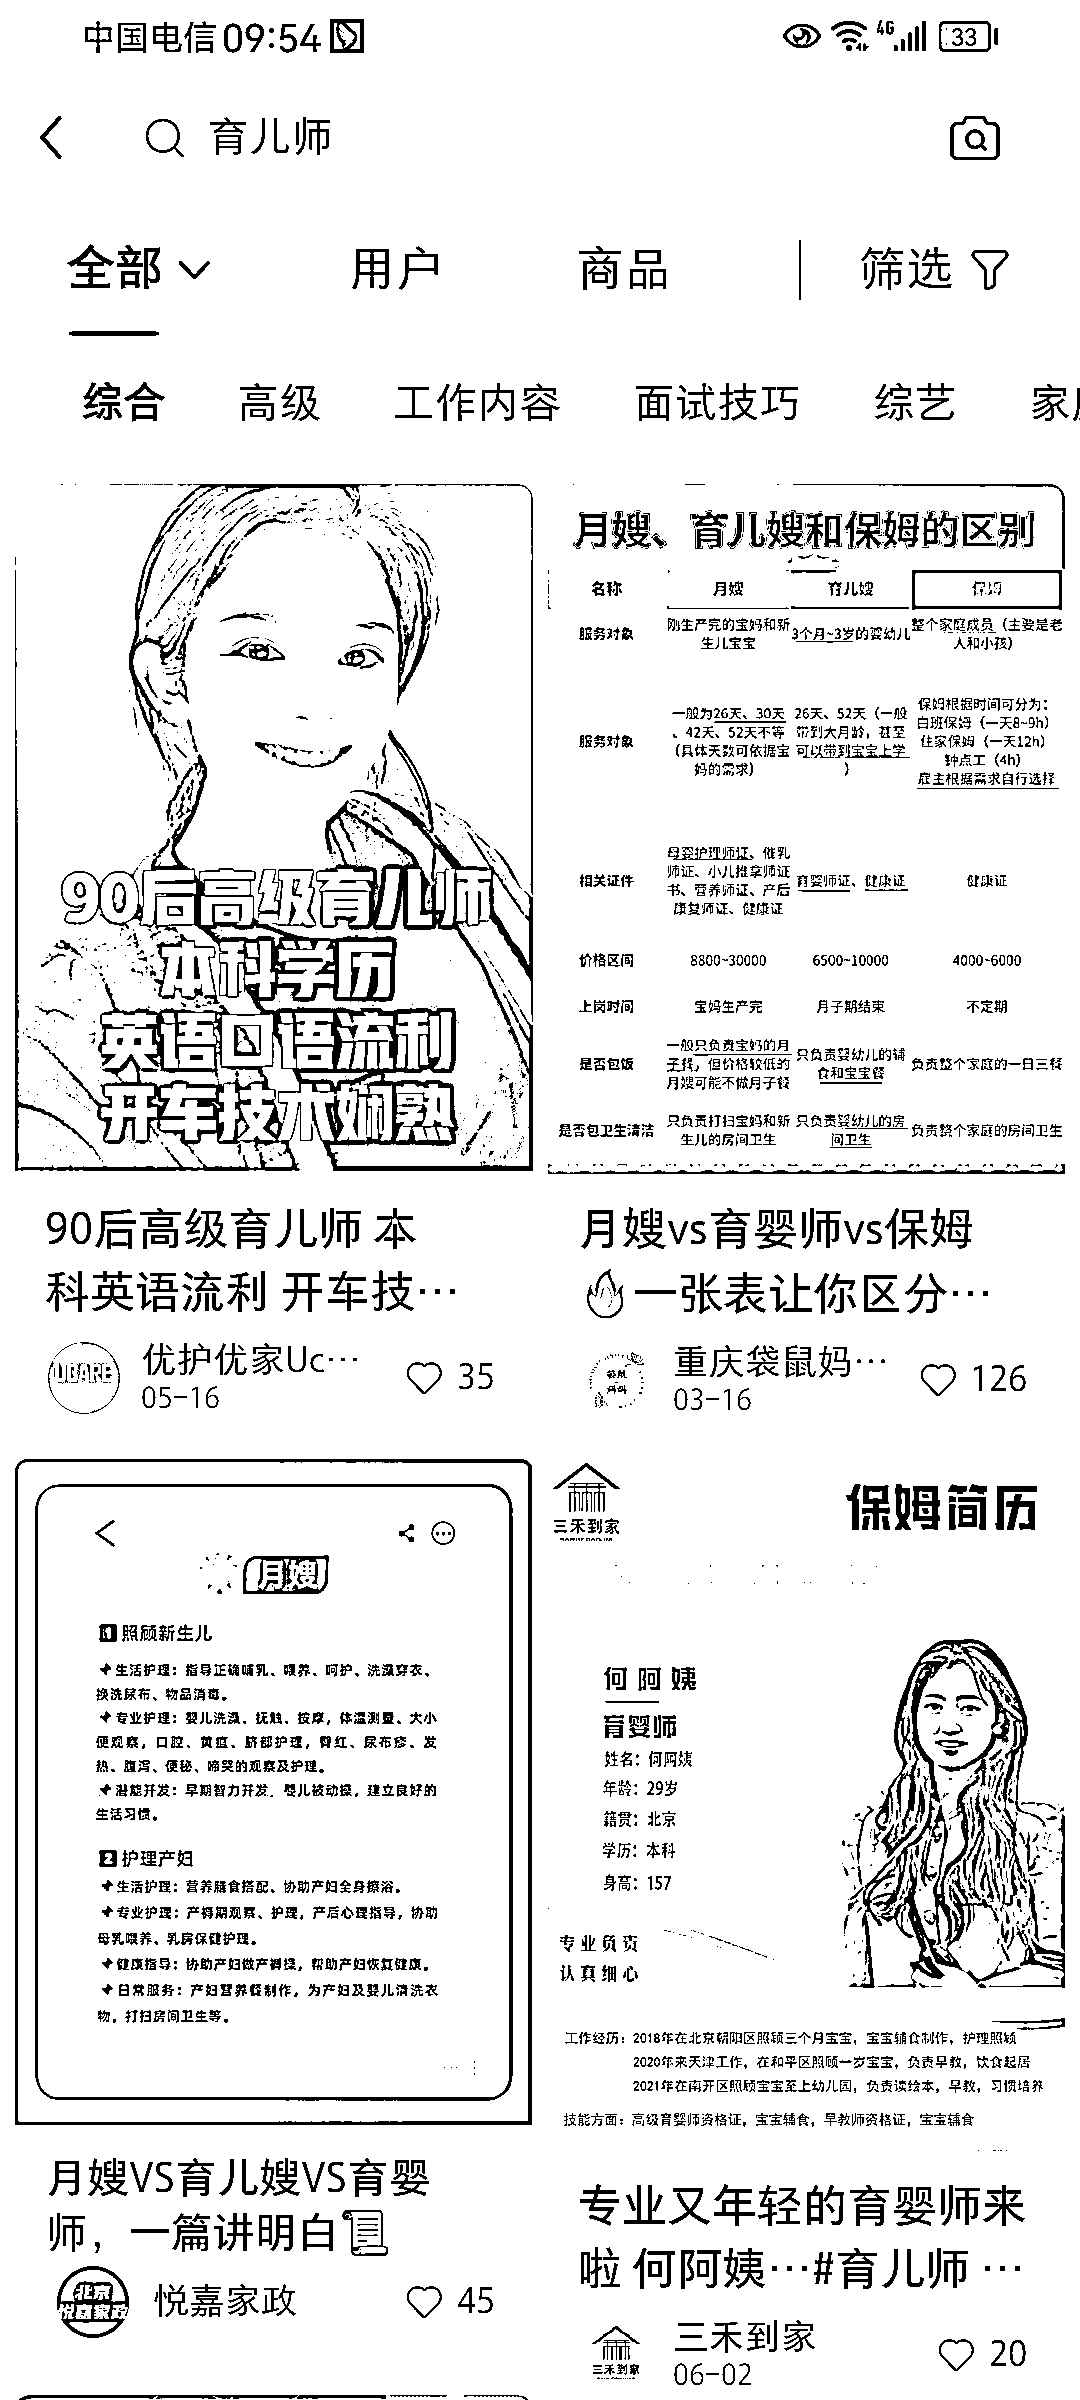 中国电信 09:54 4G 33
育儿师
全部 用户 商品 筛选
综合 高级 工作内容 面试技巧 综艺
90后高级育儿师
本科学历
英语口语流利
开车技术娴熟
90后高级育儿师 本
科英语流利 开车技…
UCARE
优护优家Uc…
05-16
35
月嫂、育儿嫂和保姆的区别
名称 月嫂 育儿嫂 保姆
服务对象 刚生产完的宝妈和新生儿宝宝 3个月~3岁的婴幼儿 整个家庭成员（主要是老人和小孩）
服务对象 一般为26天、30天、42天、52天不等（具体天数可依据宝妈的需求） 26天、52天（一般带到大月龄，甚至可以带到宝宝上学） 保姆根据时间可分为：白班保姆（一天8~9h）住家保姆（一天12h）钟点工（4h）雇主根据需求自行选择
相关证件 母婴护理师证、催乳师证、小儿推拿师证书、营养师证、产后康复师证、健康证 育婴师证、健康证 健康证
价格区间 8800~30000 6500~10000 4000~6000
上岗时间 宝妈生产完 月子期结束 不定期
是否包饭 一般只负责宝妈的月子餐，但价格较低的月嫂可能不做月子餐 只负责婴幼儿的辅食和宝宝餐 负责整个家庭的一日三餐
是否包卫生清洁 只负责打扫宝妈和新生儿的房间卫生 只负责婴幼儿的房间卫生 负责整个家庭的房间卫生
月嫂vs育婴师vs保姆
🔥一张表让你区分…
重庆袋鼠妈…
03-16
126
月嫂
1 照顾新生儿
生活护理：指导正确哺乳、喂养、呵护、洗澡穿衣、
换洗尿布、物品消毒。
专业护理：婴儿洗澡、抚触、按摩，体温测量、大小
便观察，口腔、黄疸、脐部护理，臀红、尿布疹、发
热、腹泻、便秘、啼哭的观察及护理。
潜能开发：早期智力开发、婴儿被动操，建立良好的
生活习惯。
2 护理产妇
生活护理：营养膳食搭配、协助产妇全身擦浴。
专业护理：产褥期观察、护理，产后心理指导，协助
母乳喂养、乳房保健护理。
健康指导：协助产妇做产褥操，帮助产妇恢复健康。
日常服务：产妇营养餐制作，为产妇及婴儿清洗衣
物，打扫房间卫生等。
月嫂VS育儿嫂VS育婴
师，一篇讲明白📜
北京
悦嘉家政
悦嘉家政
45
三禾到家
保姆简历
何阿姨
育婴师
姓名：何阿姨
年龄：29岁
籍贯：北京
学历：本科
身高：157
专业负责
认真细心
工作经历：2018年在北京朝阳区照顾三个月宝宝，宝宝辅食制作，护理照顾
2020年来天津工作，在和平区照顾一岁宝宝，负责早教，饮食起居
2021年在南开区照顾宝宝至上幼儿园，负责读绘本，早教，习惯培养
技能方面：高级育婴师资格证，宝宝辅食，早教师资格证，宝宝辅食
专业又年轻的育婴师来
啦 何阿姨…#育儿师 …
三禾到家
三禾到家
06-02
20